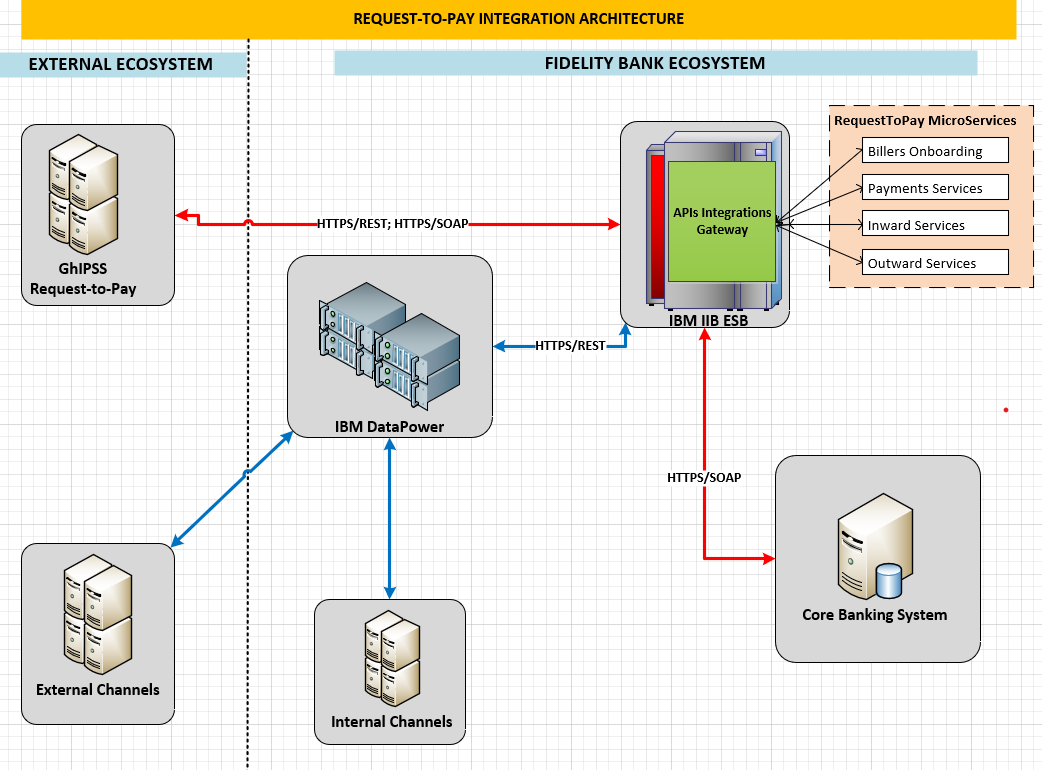 REQUEST-TO-PAY INTEGRATION ARCHITECTURE
EXTERNAL ECOSYSTEM
FIDELITY BANK ECOSYSTEM
RequestToPay MicroServices
Billers Onboarding
Payments Services
Inward Services
Outward Services
APIs Integrations
Gateway
IBM IIB ESB
HTTPS/REST; HTTPS/SOAP
GhIPSS
Request-to-Pay
HTTPS/REST
IBM DataPower
HTTPS/SOAP
Core Banking System
External Channels
Internal Channels